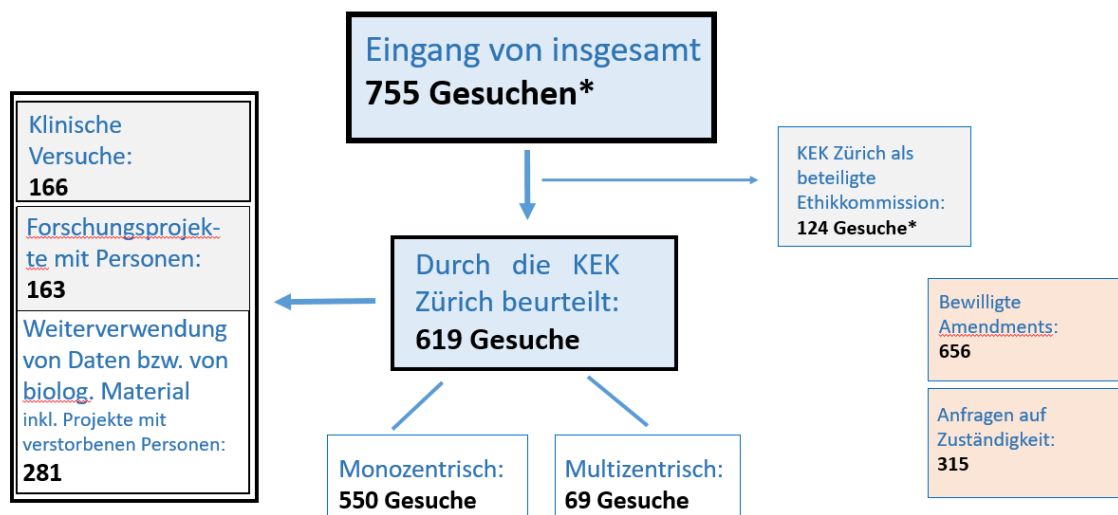 Eingang von insgesamt
755 Gesuchen*
Klinische
Versuche:
166
Forschungsprojek-
te mit Personen:
163
Weiterverwendung
von Daten bzw. von
biolog. Material
inkl. Projekte mit
verstorbenen Personen:
281
KEK Zürich als
beteiligte
Ethikkommission:
124 Gesuche*
Durch die KEK
Zürich beurteilt:
619 Gesuche
Bewilligte
Amendments:
656
Anfragen auf
Zuständigkeit:
315
Monozentrisch:
550 Gesuche
Multizentrisch:
69 Gesuche